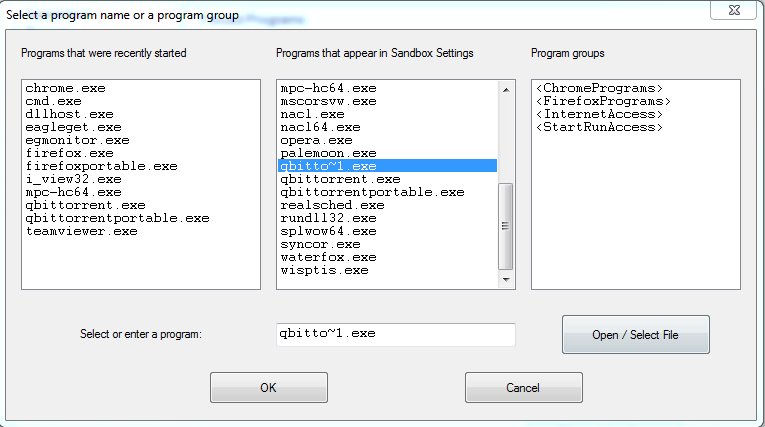 Select a program name or a program group
Programs that were recently started
chrome.exe
cmd.exe
dllhost.exe
eagleget.exe
egmonitor.exe
firefox.exe
firefoxportable.exe
i_view32.exe
mpc-hc64.exe
qbittorrent.exe
qbittorrentportable.exe
teamviewer.exe
Programs that appear in Sandbox Settings
mpc-hc64.exe
mscorsvw.exe
nacl.exe
nacl64.exe
opera.exe
palemoon.exe
qbitto~1.exe
qbittorrent.exe
qbittorrentportable.exe
realsched.exe
rundll32.exe
splwow64.exe
syncor.exe
waterfox.exe
wisptis.exe
Program groups
<ChromePrograms>
<FirefoxPrograms>
<InternetAccess>
<StartRunAccess>
Select or enter a program:
qbitto~1.exe
Open / Select File
OK
Cancel